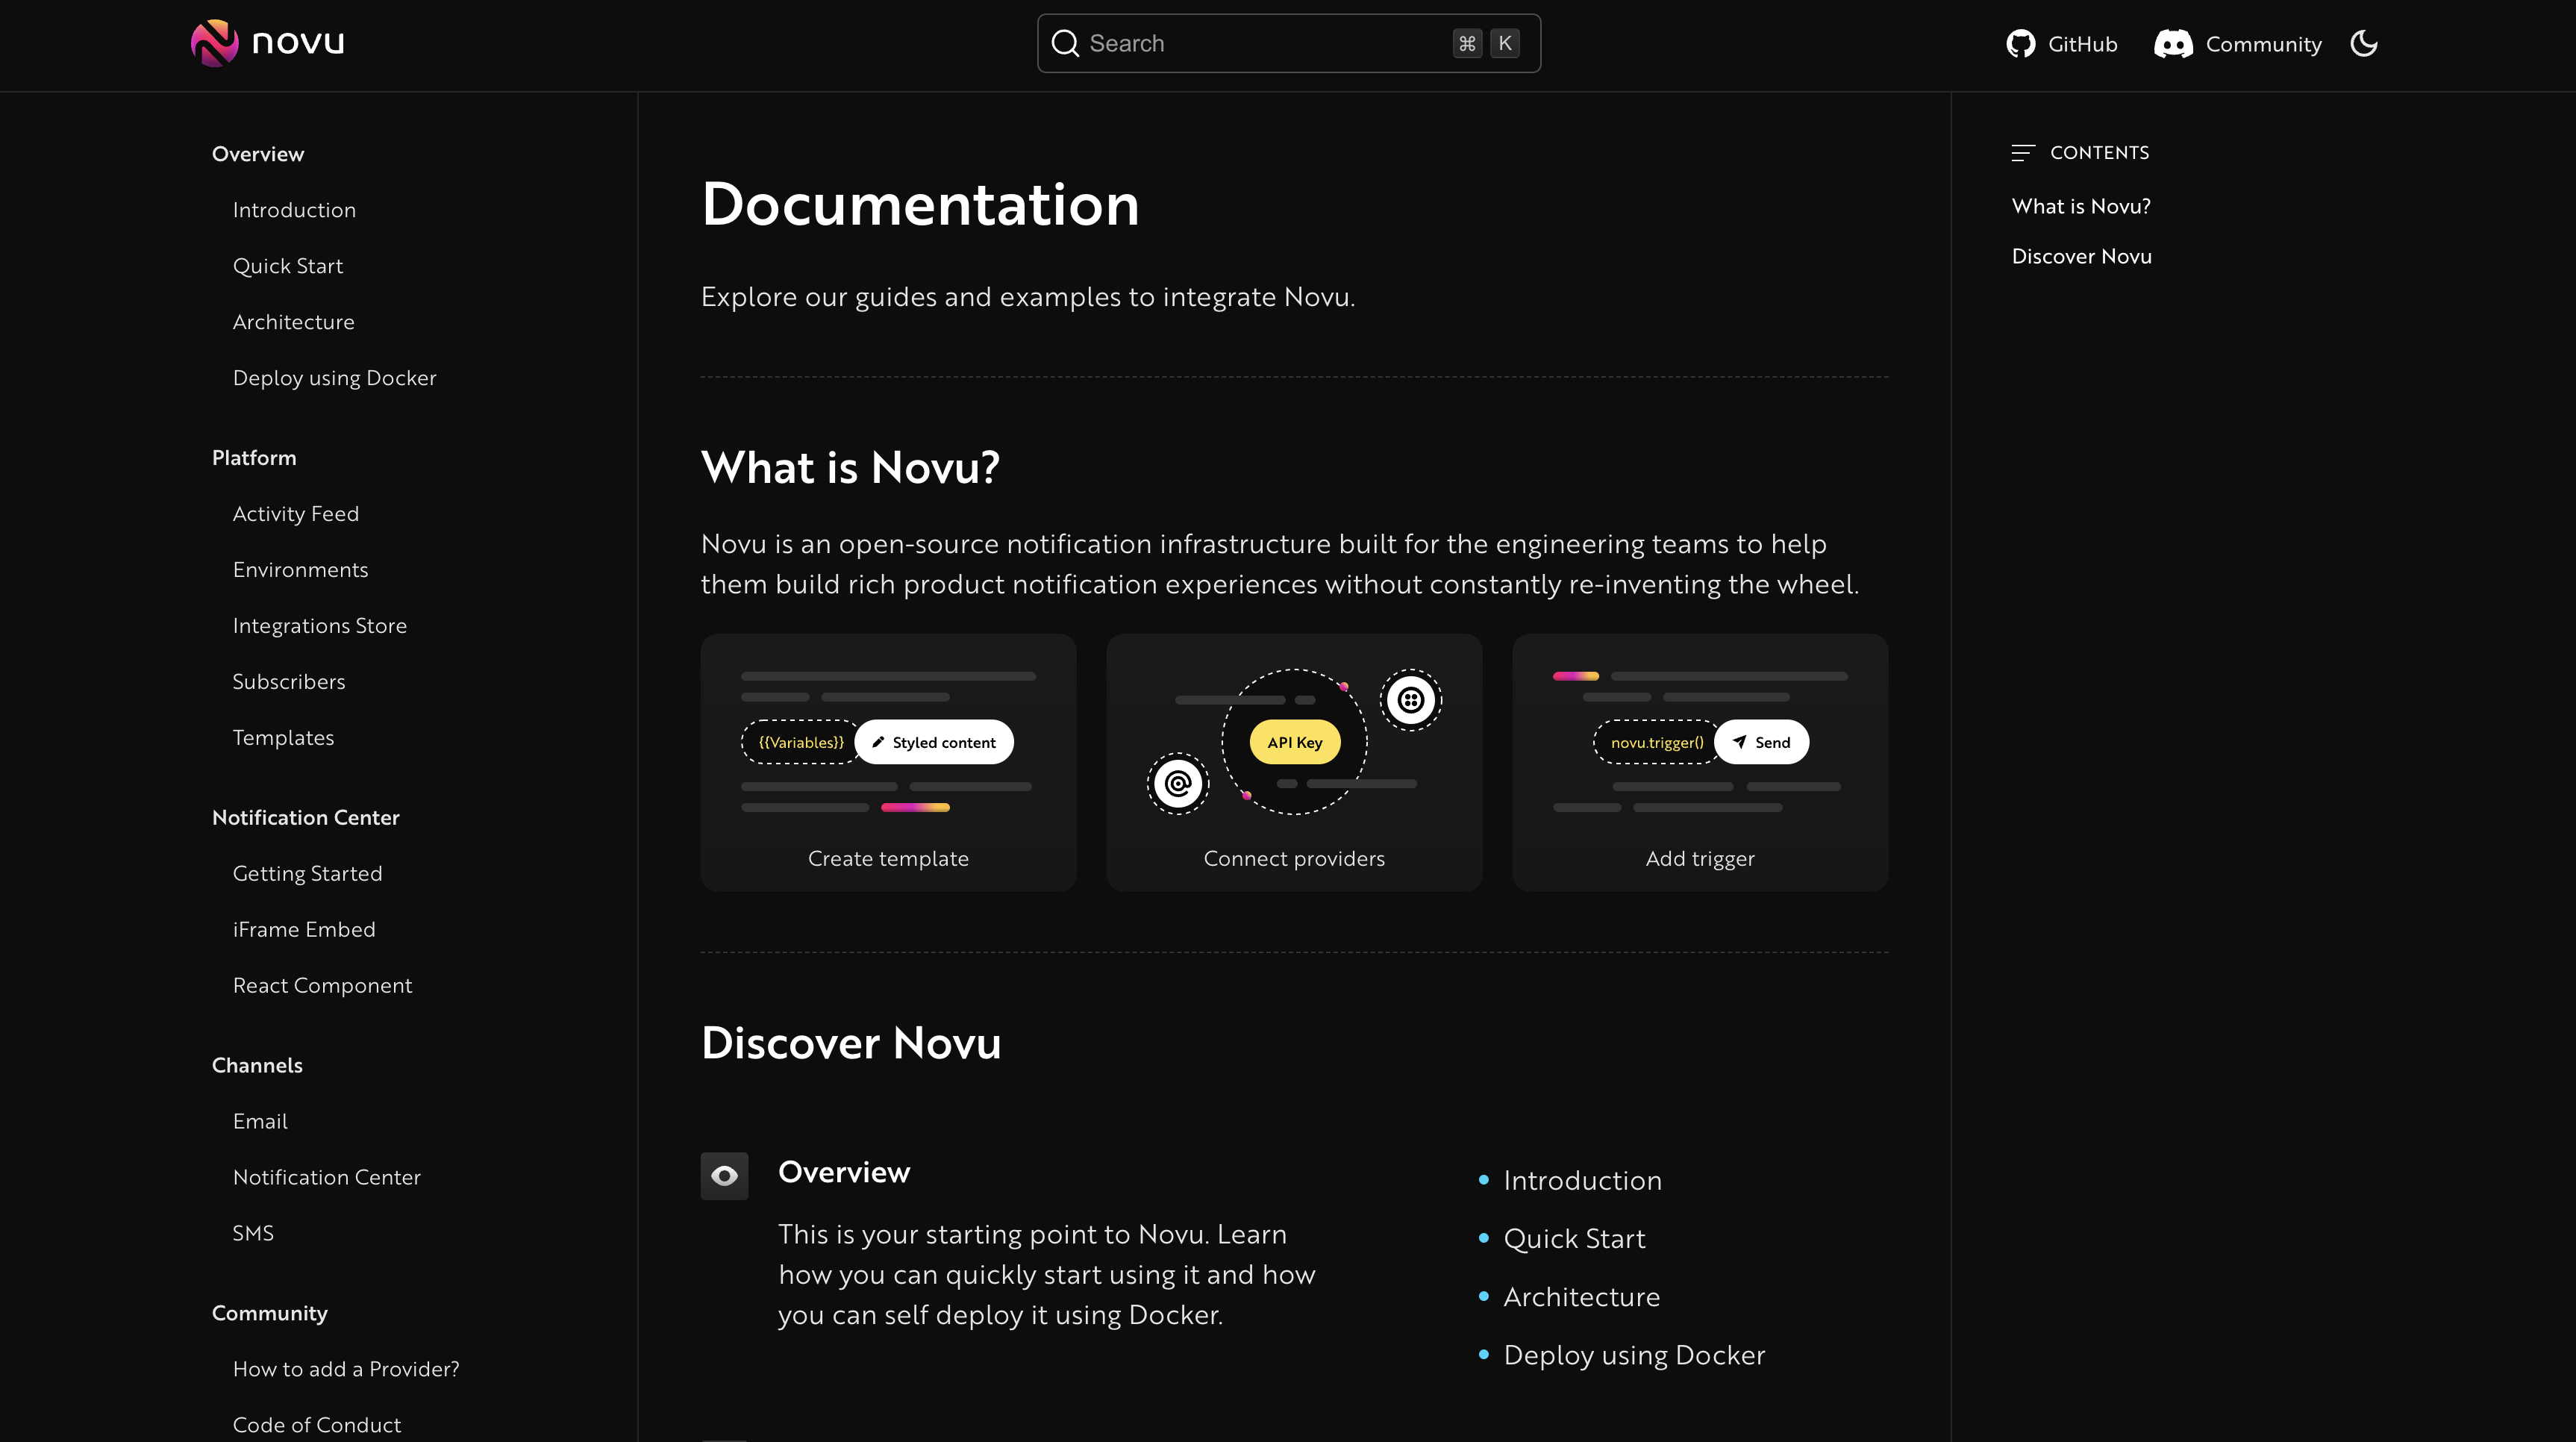 novu
Search
⌘ K
GitHub
Community
Overview
Introduction
Quick Start
Architecture
Deploy using Docker
Platform
Activity Feed
Environments
Integrations Store
Subscribers
Templates
Notification Center
Getting Started
iFrame Embed
React Component
Channels
Email
Notification Center
SMS
Community
How to add a Provider?
Code of Conduct
Documentation
Explore our guides and examples to integrate Novu.
What is Novu?
Novu is an open-source notification infrastructure built for the engineering teams to help
them build rich product notification experiences without constantly re-inventing the wheel.
{{Variables}} Styled content
Create template
API Key
Connect providers
novu.trigger() Send
Add trigger
Discover Novu
Overview
This is your starting point to Novu. Learn
how you can quickly start using it and how
you can self deploy it using Docker.
Introduction
Quick Start
Architecture
Deploy using Docker
CONTENTS
What is Novu?
Discover Novu